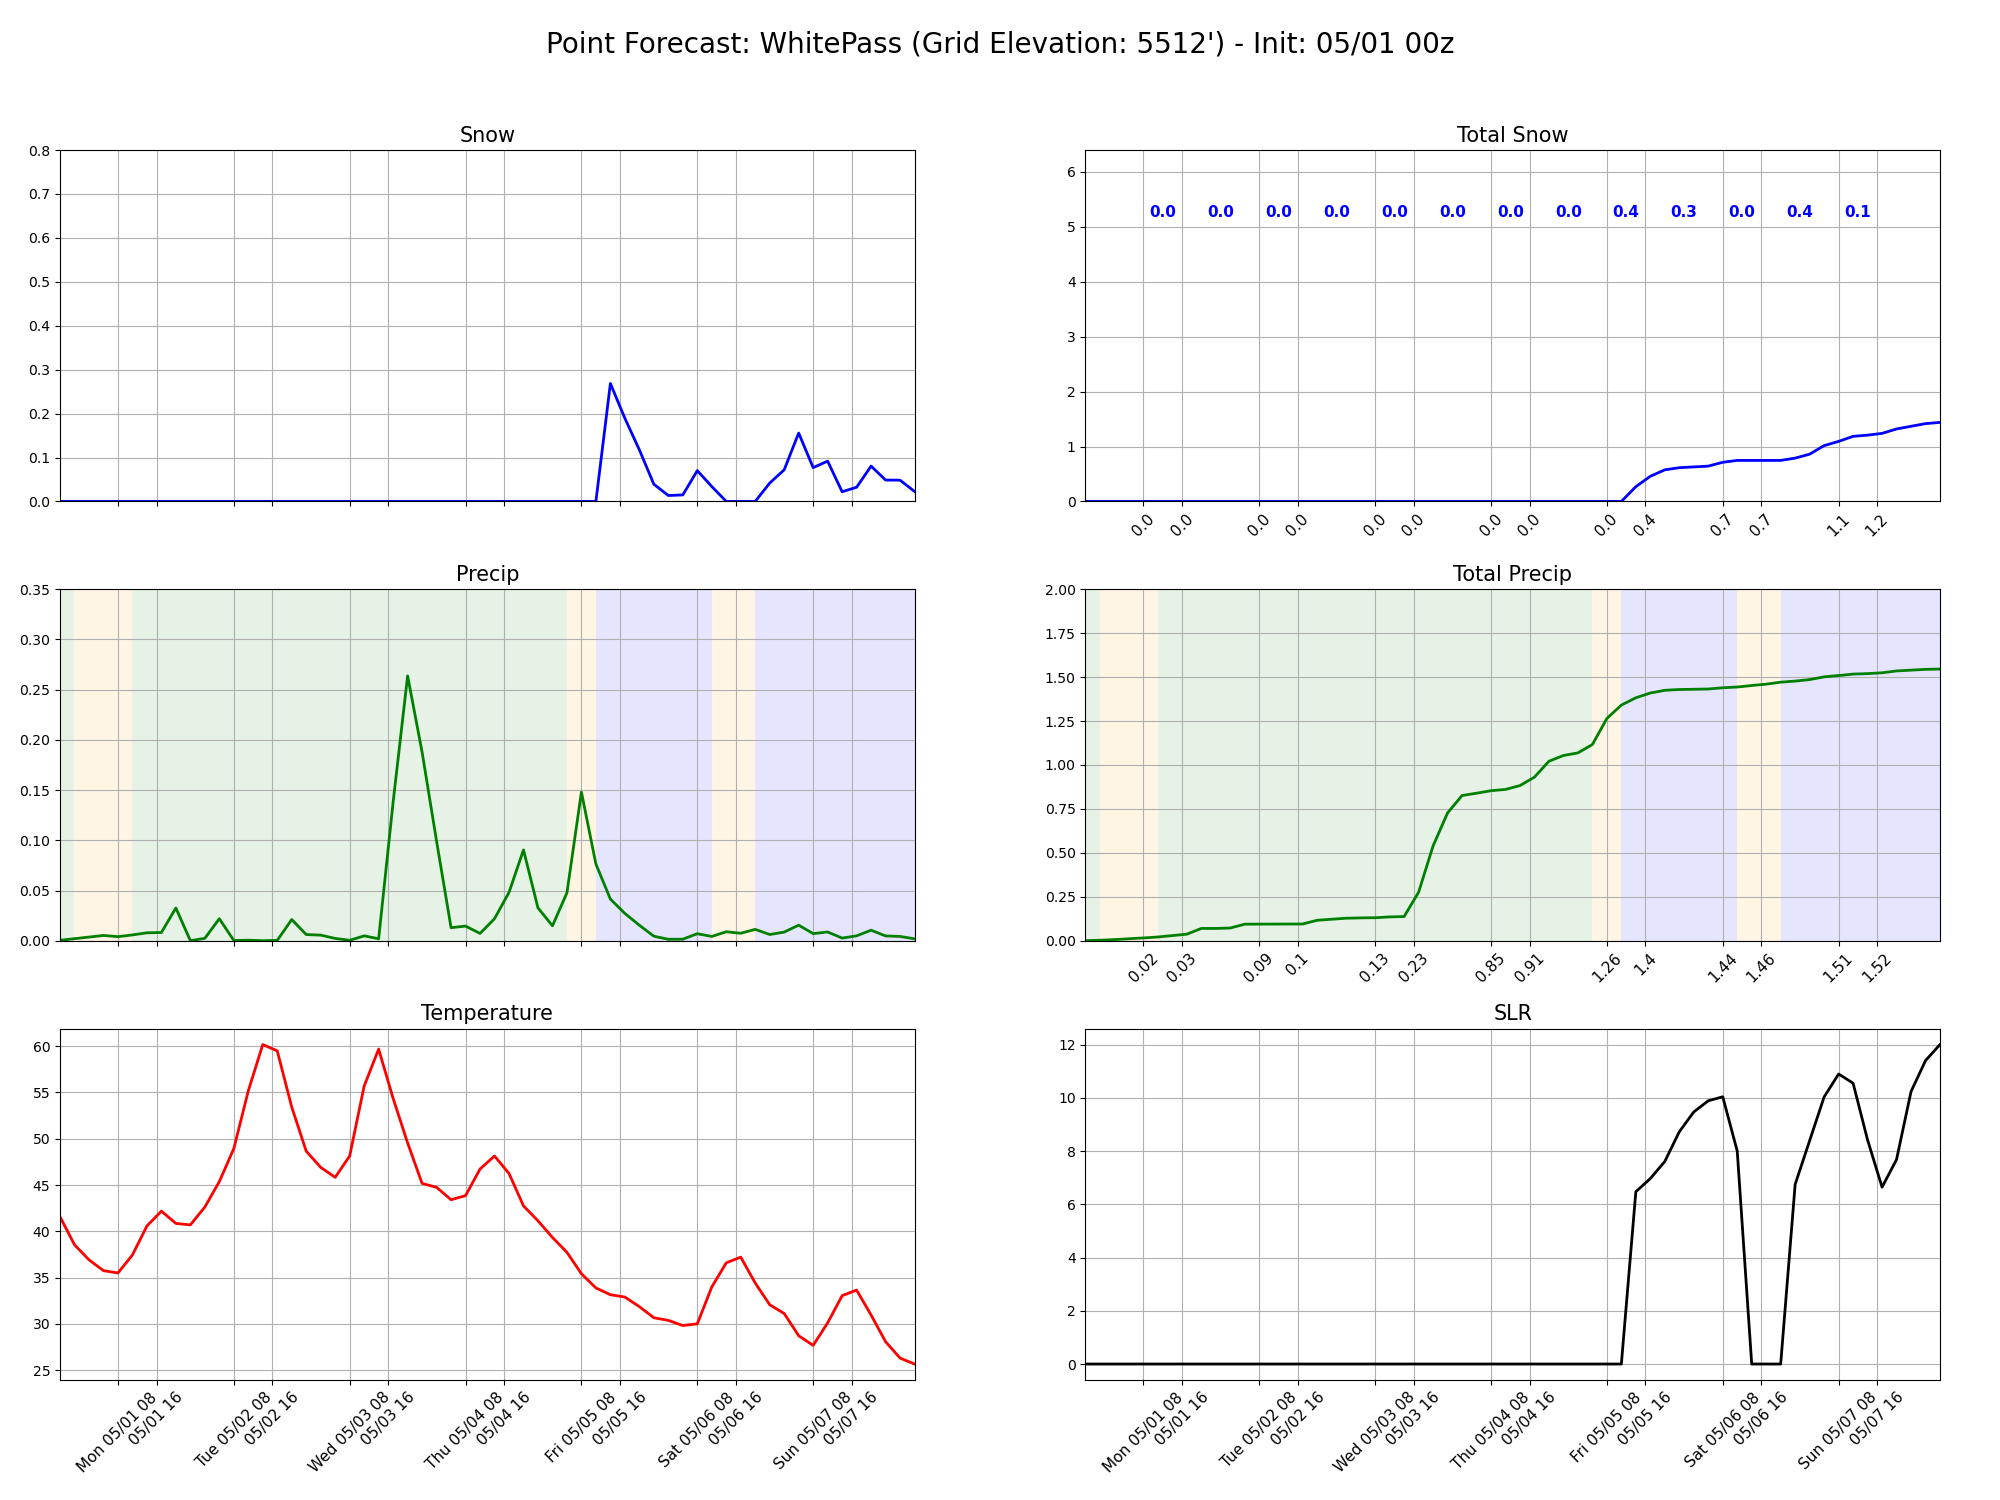 Point Forecast: WhitePass (Grid Elevation: 5512') - Init: 05/01 00z
Snow
0.8
0.7
0.6
0.5
0.4
0.3
0.2
0.1
0.0
Total Snow
6
5
4
3
2
1
0
0.0 0.0 0.0 0.0 0.0 0.0 0.0 0.0 0.4 0.3 0.0 0.4 0.1
0.0 0.0 0.0 0.0 0.0 0.0 0.0 0.0 0.0 0.4 0.7 0.7 1.1 1.2
Precip
0.35
0.30
0.25
0.20
0.15
0.10
0.05
0.00
Total Precip
2.00
1.75
1.50
1.25
1.00
0.75
0.50
0.25
0.00
0.02 0.03 0.09 0.1 0.13 0.23 0.85 0.91 1.26 1.4 1.44 1.46 1.51 1.52
Temperature
60
55
50
45
40
35
30
25
Mon 05/01 08
05/01 16
Tue 05/02 08
05/02 16
Wed 05/03 08
05/03 16
Thu 05/04 08
05/04 16
Fri 05/05 08
05/05 16
Sat 05/06 08
05/06 16
Sun 05/07 08
05/07 16
SLR
12
10
8
6
4
2
0
Mon 05/01 08
05/01 16
Tue 05/02 08
05/02 16
Wed 05/03 08
05/03 16
Thu 05/04 08
05/04 16
Fri 05/05 08
05/05 16
Sat 05/06 08
05/06 16
Sun 05/07 08
05/07 16